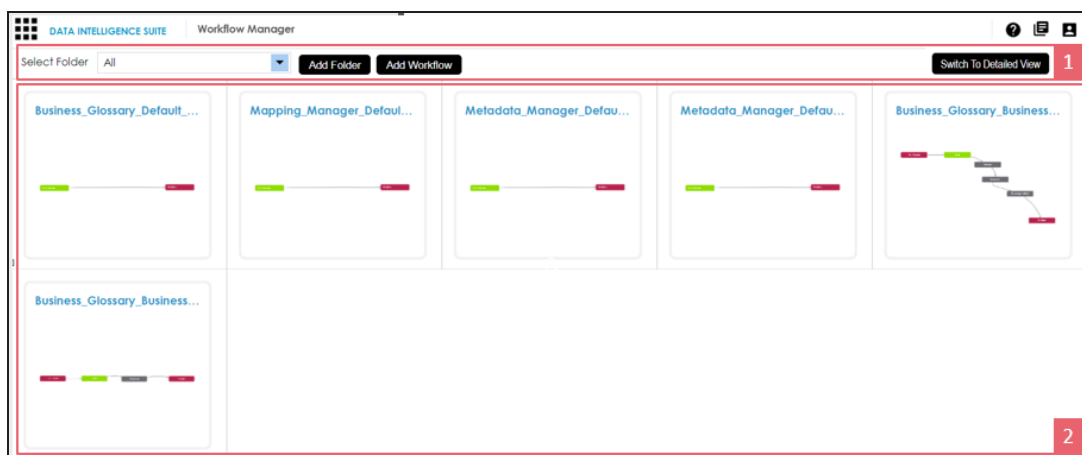 DATA INTELLIGENCE SUITE Workflow Manager
Select Folder All Add Folder Add Workflow Switch To Detailed View 1
Business_Glossary_Default_... Mapping_Manager_Defaul... Metadata_Manager_Defau... Metadata_Manager_Defau... Business_Glossary_Business...
Business_Glossary_Business...
2